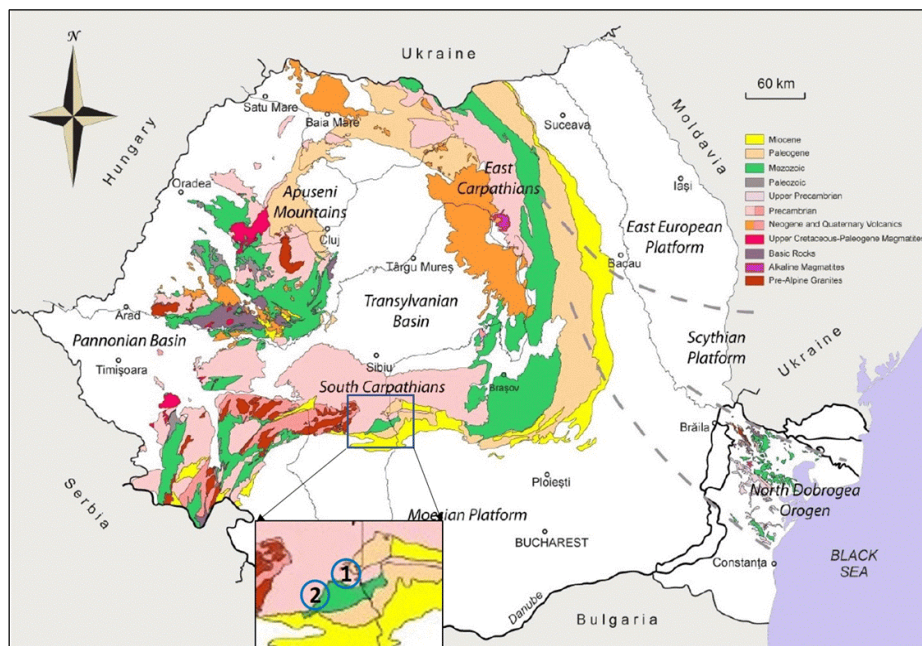 N
Ukraine
60 km
Satu Mare
Baia Mare
Suceava
Moldavia
Hungary
Miocene
Paleogene
Mazozoic
Paleozoic
Upper Precambrian
Precambrian
Neogene and Quaternary Volcanics
Upper Cretaceous-Paleogene Magmatites
Basic Rocks
Alkaline Magmatites
Pre-Alpine Granites
Oradea
Apuseni
Mountains
East
Carpathians
Iași
Cluj
East European
Platform
Târgu Mureș
Bacau
Transylvanian
Basin
Arad
Pannonian Basin
Timișoara
Scythian
Platform
Ukraine
Sibiu
South Carpathians
Brașov
Brăila
Serbia
Ploiești
North Dobrogea
Orogen
Moesian Platform
BUCHAREST
Constanța
BLACK
SEA
1
2
Danube
Bulgaria